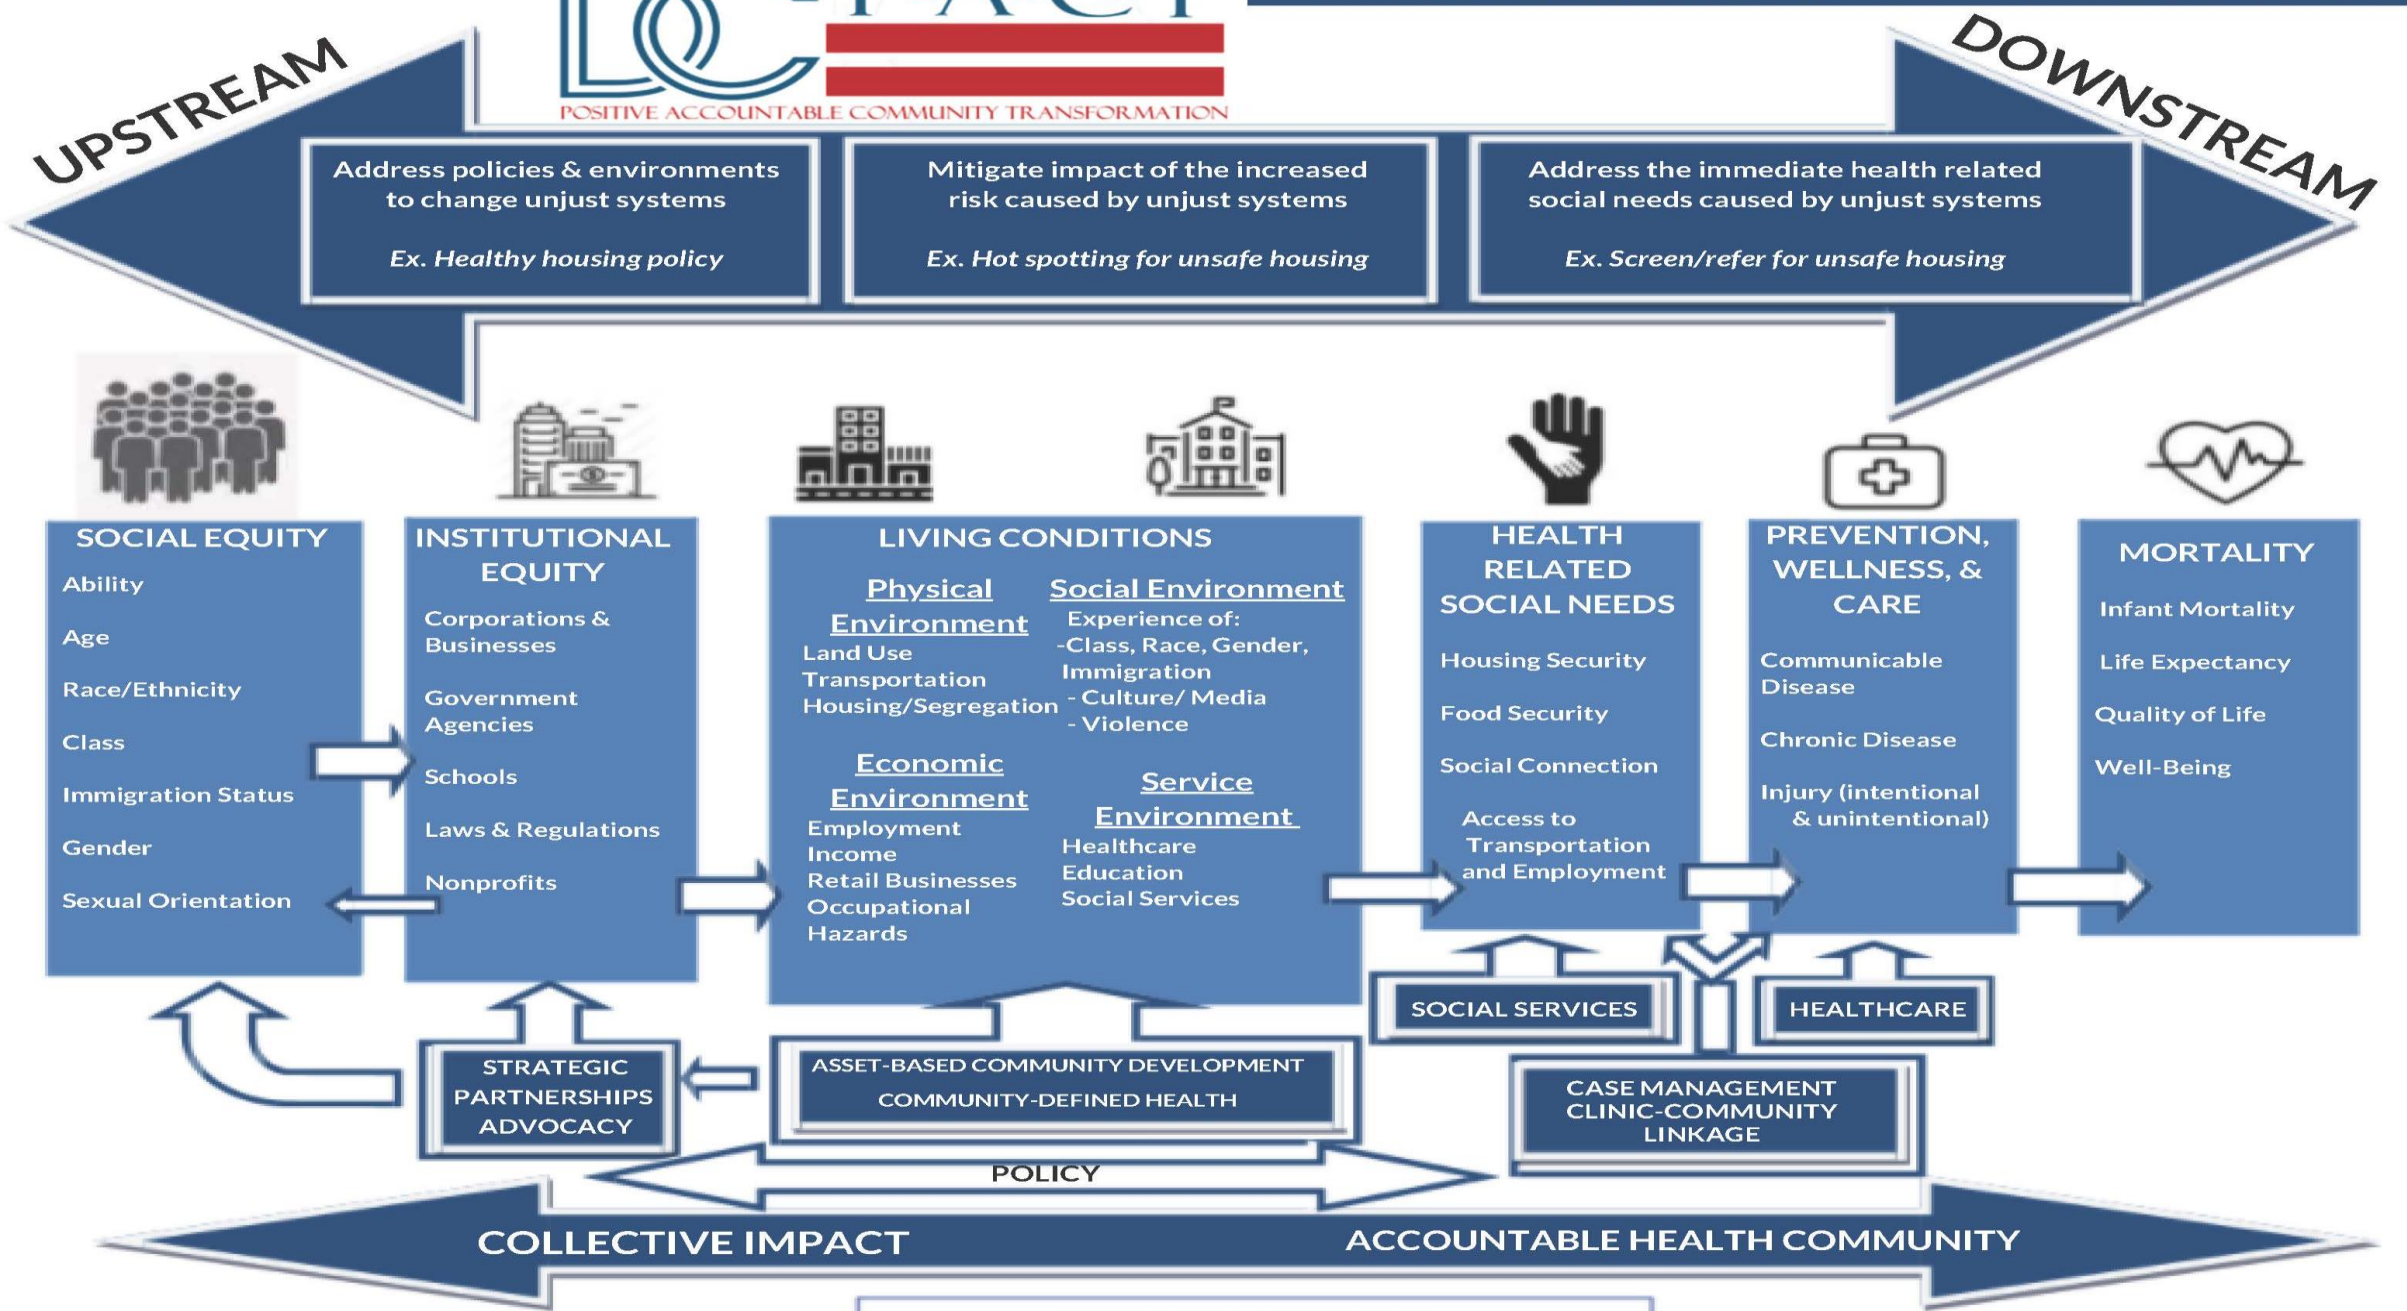 DC PACT
POSITIVE ACCOUNTABLE COMMUNITY TRANSFORMATION
UPSTREAM
DOWNSTREAM
Address policies & environments
to change unjust systems
Ex. Healthy housing policy
Mitigate impact of the increased
risk caused by unjust systems
Ex. Hot spotting for unsafe housing
Address the immediate health related
social needs caused by unjust systems
Ex. Screen/refer for unsafe housing
SOCIAL EQUITY
Ability
Age
Race/Ethnicity
Class
Immigration Status
Gender
Sexual Orientation
INSTITUTIONAL
EQUITY
Corporations &
Businesses
Government
Agencies
Schools
Laws & Regulations
Nonprofits
LIVING CONDITIONS
Physical
Environment
Land Use
Transportation
Housing/Segregation
Social Environment
Experience of:
-Class, Race, Gender,
Immigration
- Culture/ Media
- Violence
Economic
Environment
Employment
Income
Retail Businesses
Occupational
Hazards
Service
Environment
Healthcare
Education
Social Services
HEALTH
RELATED
SOCIAL NEEDS
Housing Security
Food Security
Social Connection
Access to
Transportation
and Employment
PREVENTION,
WELLNESS, &
CARE
Communicable
Disease
Chronic Disease
Injury (intentional
& unintentional)
MORTALITY
Infant Mortality
Life Expectancy
Quality of Life
Well-Being
STRATEGIC
PARTNERSHIPS
ADVOCACY
ASSET-BASED COMMUNITY DEVELOPMENT
COMMUNITY-DEFINED HEALTH
SOCIAL SERVICES
HEALTHCARE
CASE MANAGEMENT
CLINIC-COMMUNITY
LINKAGE
POLICY
COLLECTIVE IMPACT
ACCOUNTABLE HEALTH COMMUNITY